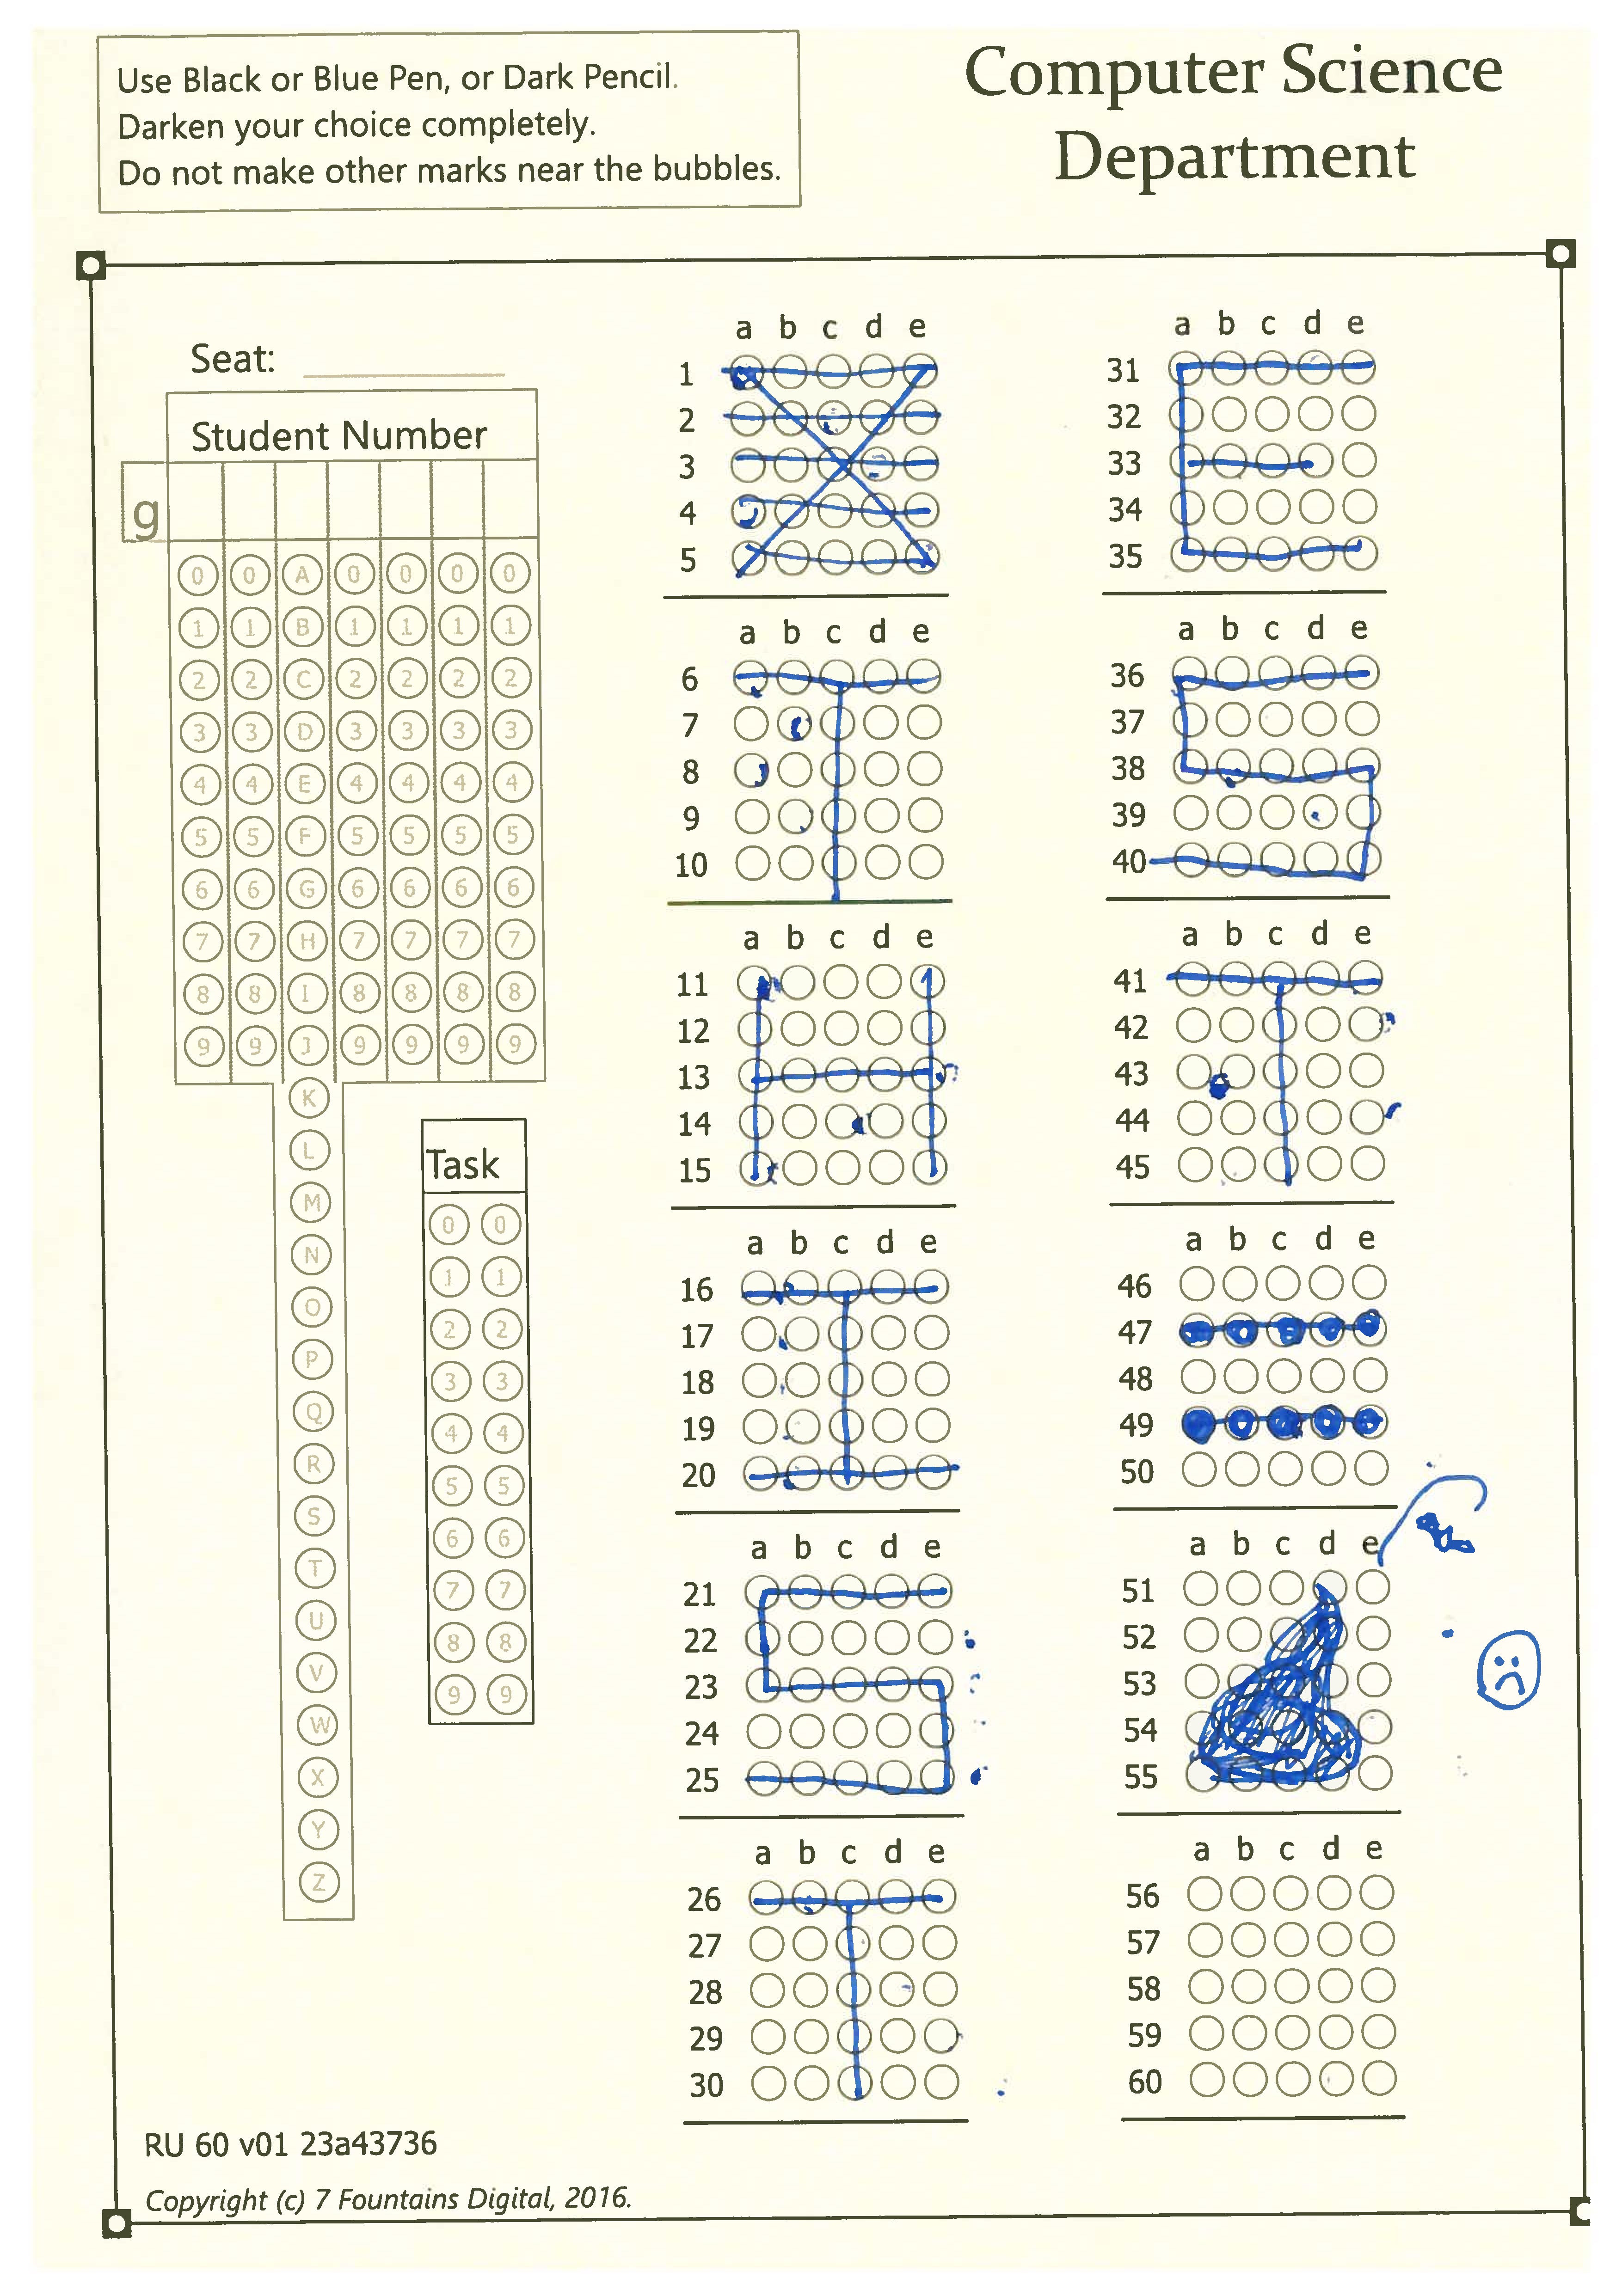 Use Black or Blue Pen, or Dark Pencil.
Darken your choice completely.
Do not make other marks near the bubbles.
Computer Science
Department
Seat:
Student Number
g
0 0 A 0 0 0 0
1 1 B 1 1 1 1
2 2 C 2 2 2 2
3 3 D 3 3 3 3
4 4 E 4 4 4 4
5 5 F 5 5 5 5
6 6 G 6 6 6 6
7 7 H 7 7 7 7
8 8 I 8 8 8 8
9 9 J 9 9 9 9
K
L
M
N
O
P
Q
R
S
T
U
V
W
X
Y
Z
Task
0 0
1 1
2 2
3 3
4 4
5 5
6 6
7 7
8 8
9 9
a b c d e
1
2
3
4
5
a b c d e
6
7
8
9
10
a b c d e
11
12
13
14
15
a b c d e
16
17
18
19
20
a b c d e
21
22
23
24
25
a b c d e
26
27
28
29
30
a b c d e
31
32
33
34
35
a b c d e
36
37
38
39
40
a b c d e
41
42
43
44
45
a b c d e
46
47
48
49
50
a b c d e
51
52
53
54
55
a b c d e
56
57
58
59
60
RU 60 v01 23a43736
Copyright (c) 7 Fountains Digital, 2016.